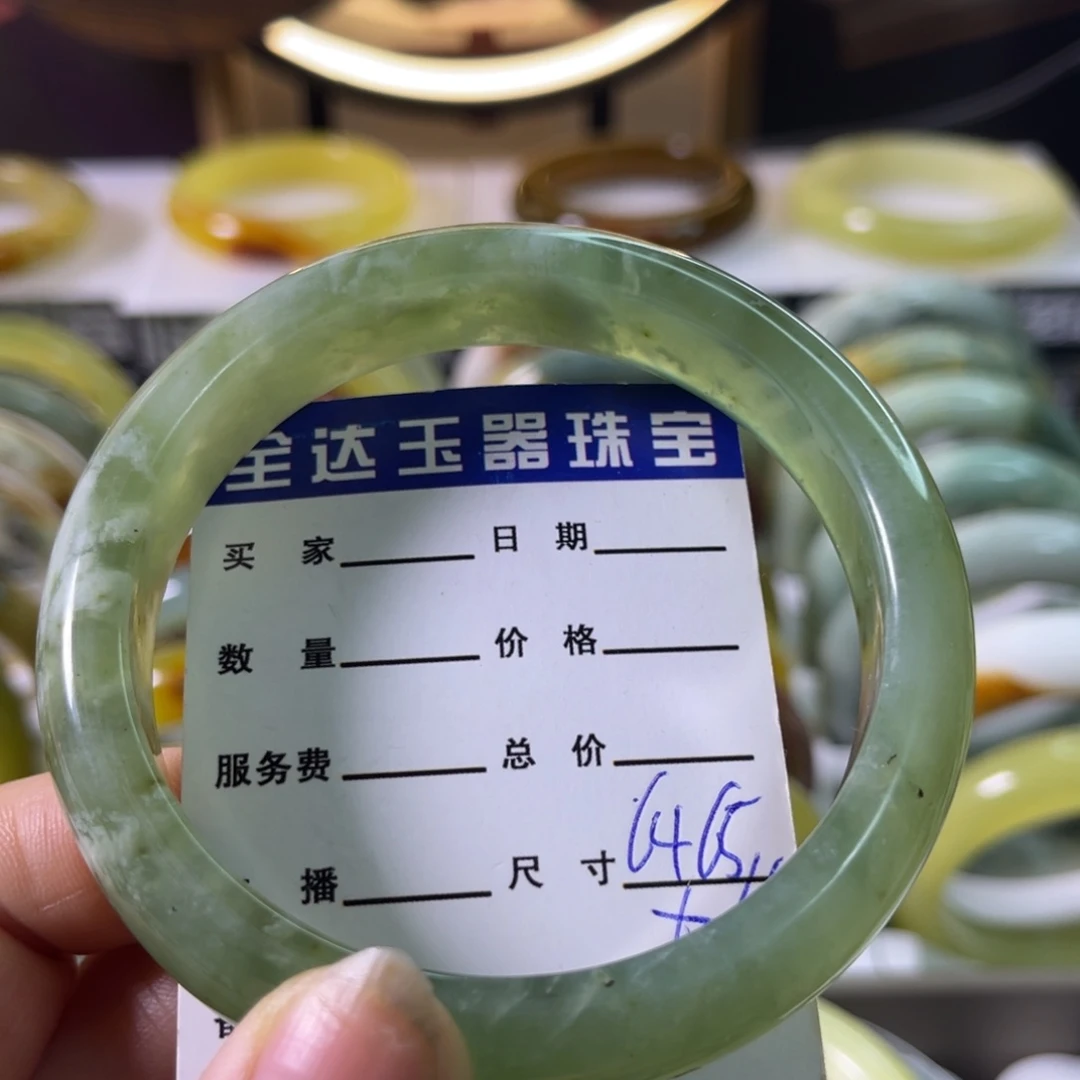 全达玉器珠宝
买 家 日 期
数 量 价 格
服务费 总 价
播 尺 寸 64 65